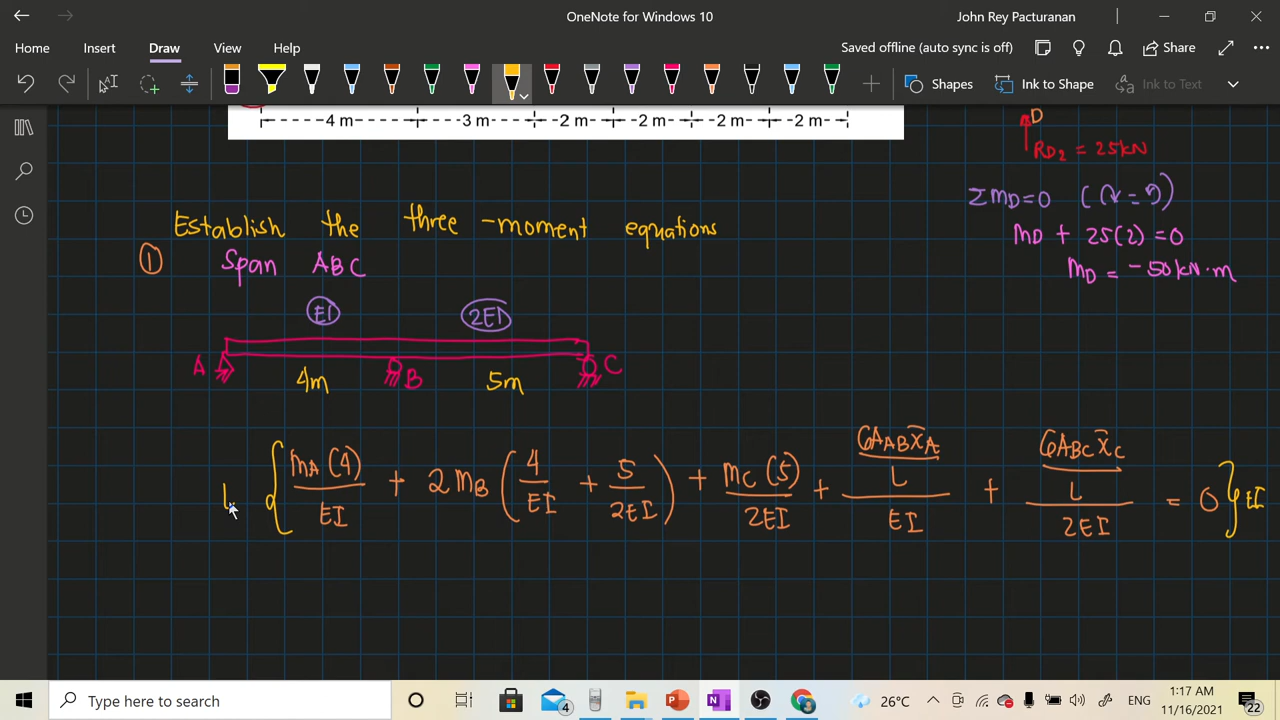 OneNote for Windows 10
John Rey Pacturanan
Home Insert Draw View Help
Saved offline (auto sync is off)
Share
Shapes
Ink to Shape
Ink to Text
4 m 3 m 2 m 2 m 2 m 2 m
D
RD2 = 25kN
ΣMD=0 (↷ = ↶)
MD + 25(2) = 0
MD = -50kN·m
Establish the three-moment equations
① Span ABC
EI 2EI
A B C
4m 5m
{ MA(4)/EI + 2MB(4/EI + 5/2EI) + MC(5)/2EI + (6AABx̄A/L)/EI + (6ABCx̄C/L)/2EI = 0 } EI
Type here to search
4
26°C
ENG
1:17 AM
11/16/2021
22